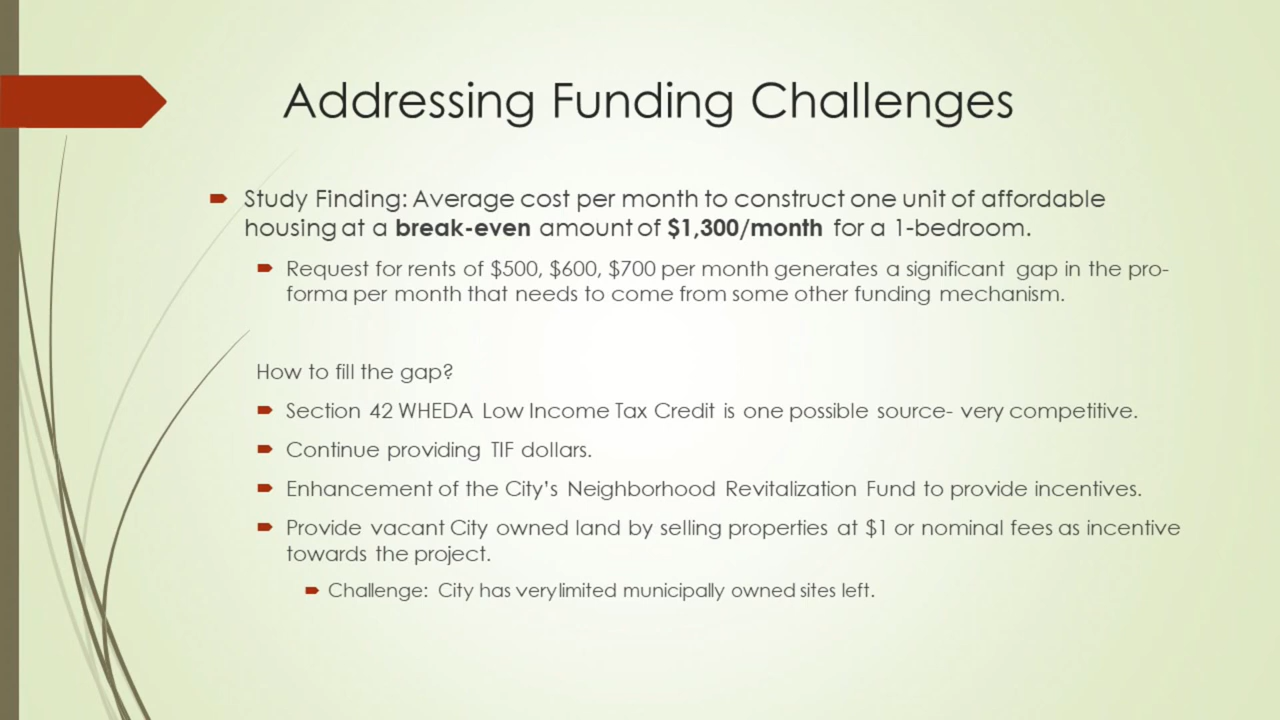 Addressing Funding Challenges
Study Finding: Average cost per month to construct one unit of affordable
housing at a break-even amount of $1,300/month for a 1-bedroom.
Request for rents of $500, $600, $700 per month generates a significant gap in the pro-
forma per month that needs to come from some other funding mechanism.
How to fill the gap?
Section 42 WHEDA Low Income Tax Credit is one possible source- very competitive.
Continue providing TIF dollars.
Enhancement of the City's Neighborhood Revitalization Fund to provide incentives.
Provide vacant City owned land by selling properties at $1 or nominal fees as incentive
towards the project.
Challenge: City has very limited municipally owned sites left.